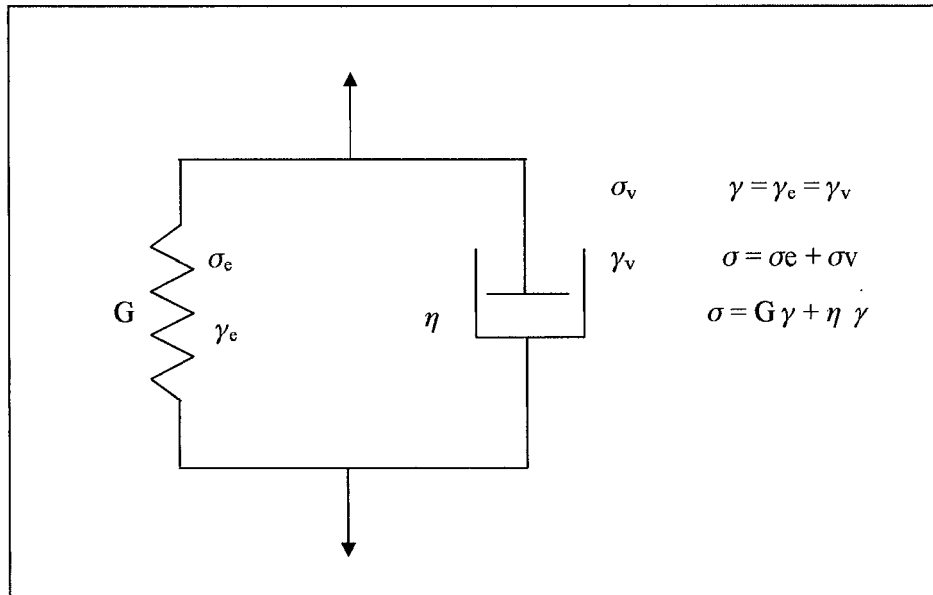 σv γ = γe = γv
σe γv σ = σe + σv
G η σ = G γ + η γ̇
γe